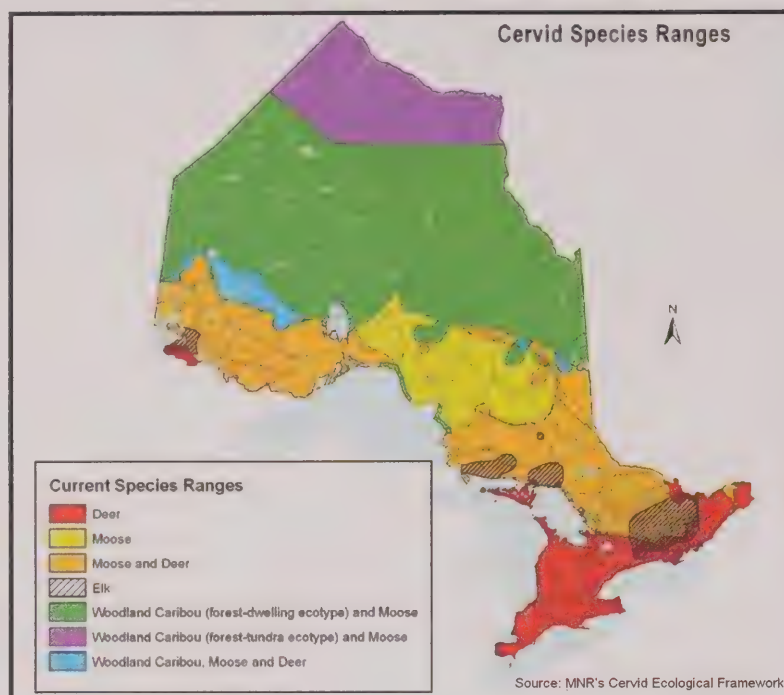 Cervid Species Ranges
N
Current Species Ranges
Deer
Moose
Moose and Deer
Elk
Woodland Caribou (forest-dwelling ecotype) and Moose
Woodland Caribou (forest-tundra ecotype) and Moose
Woodland Caribou, Moose and Deer
Source: MNR's Cervid Ecological Framework